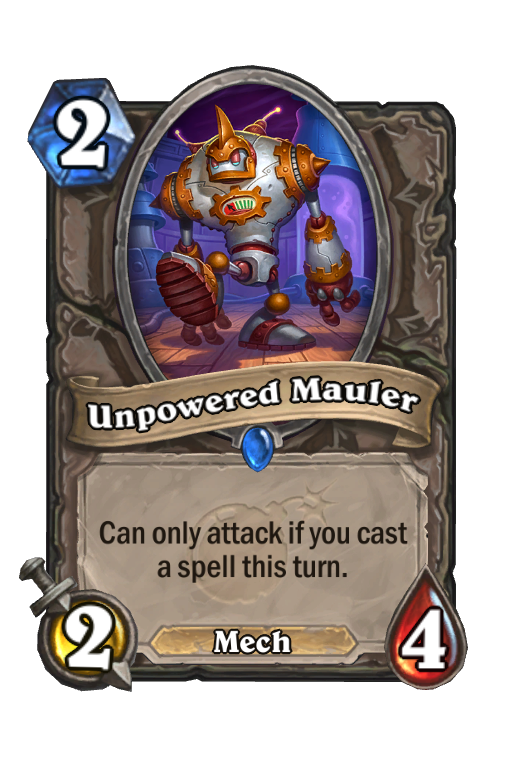 2
Unpowered Mauler
Can only attack if you cast
a spell this turn.
2
Mech
4